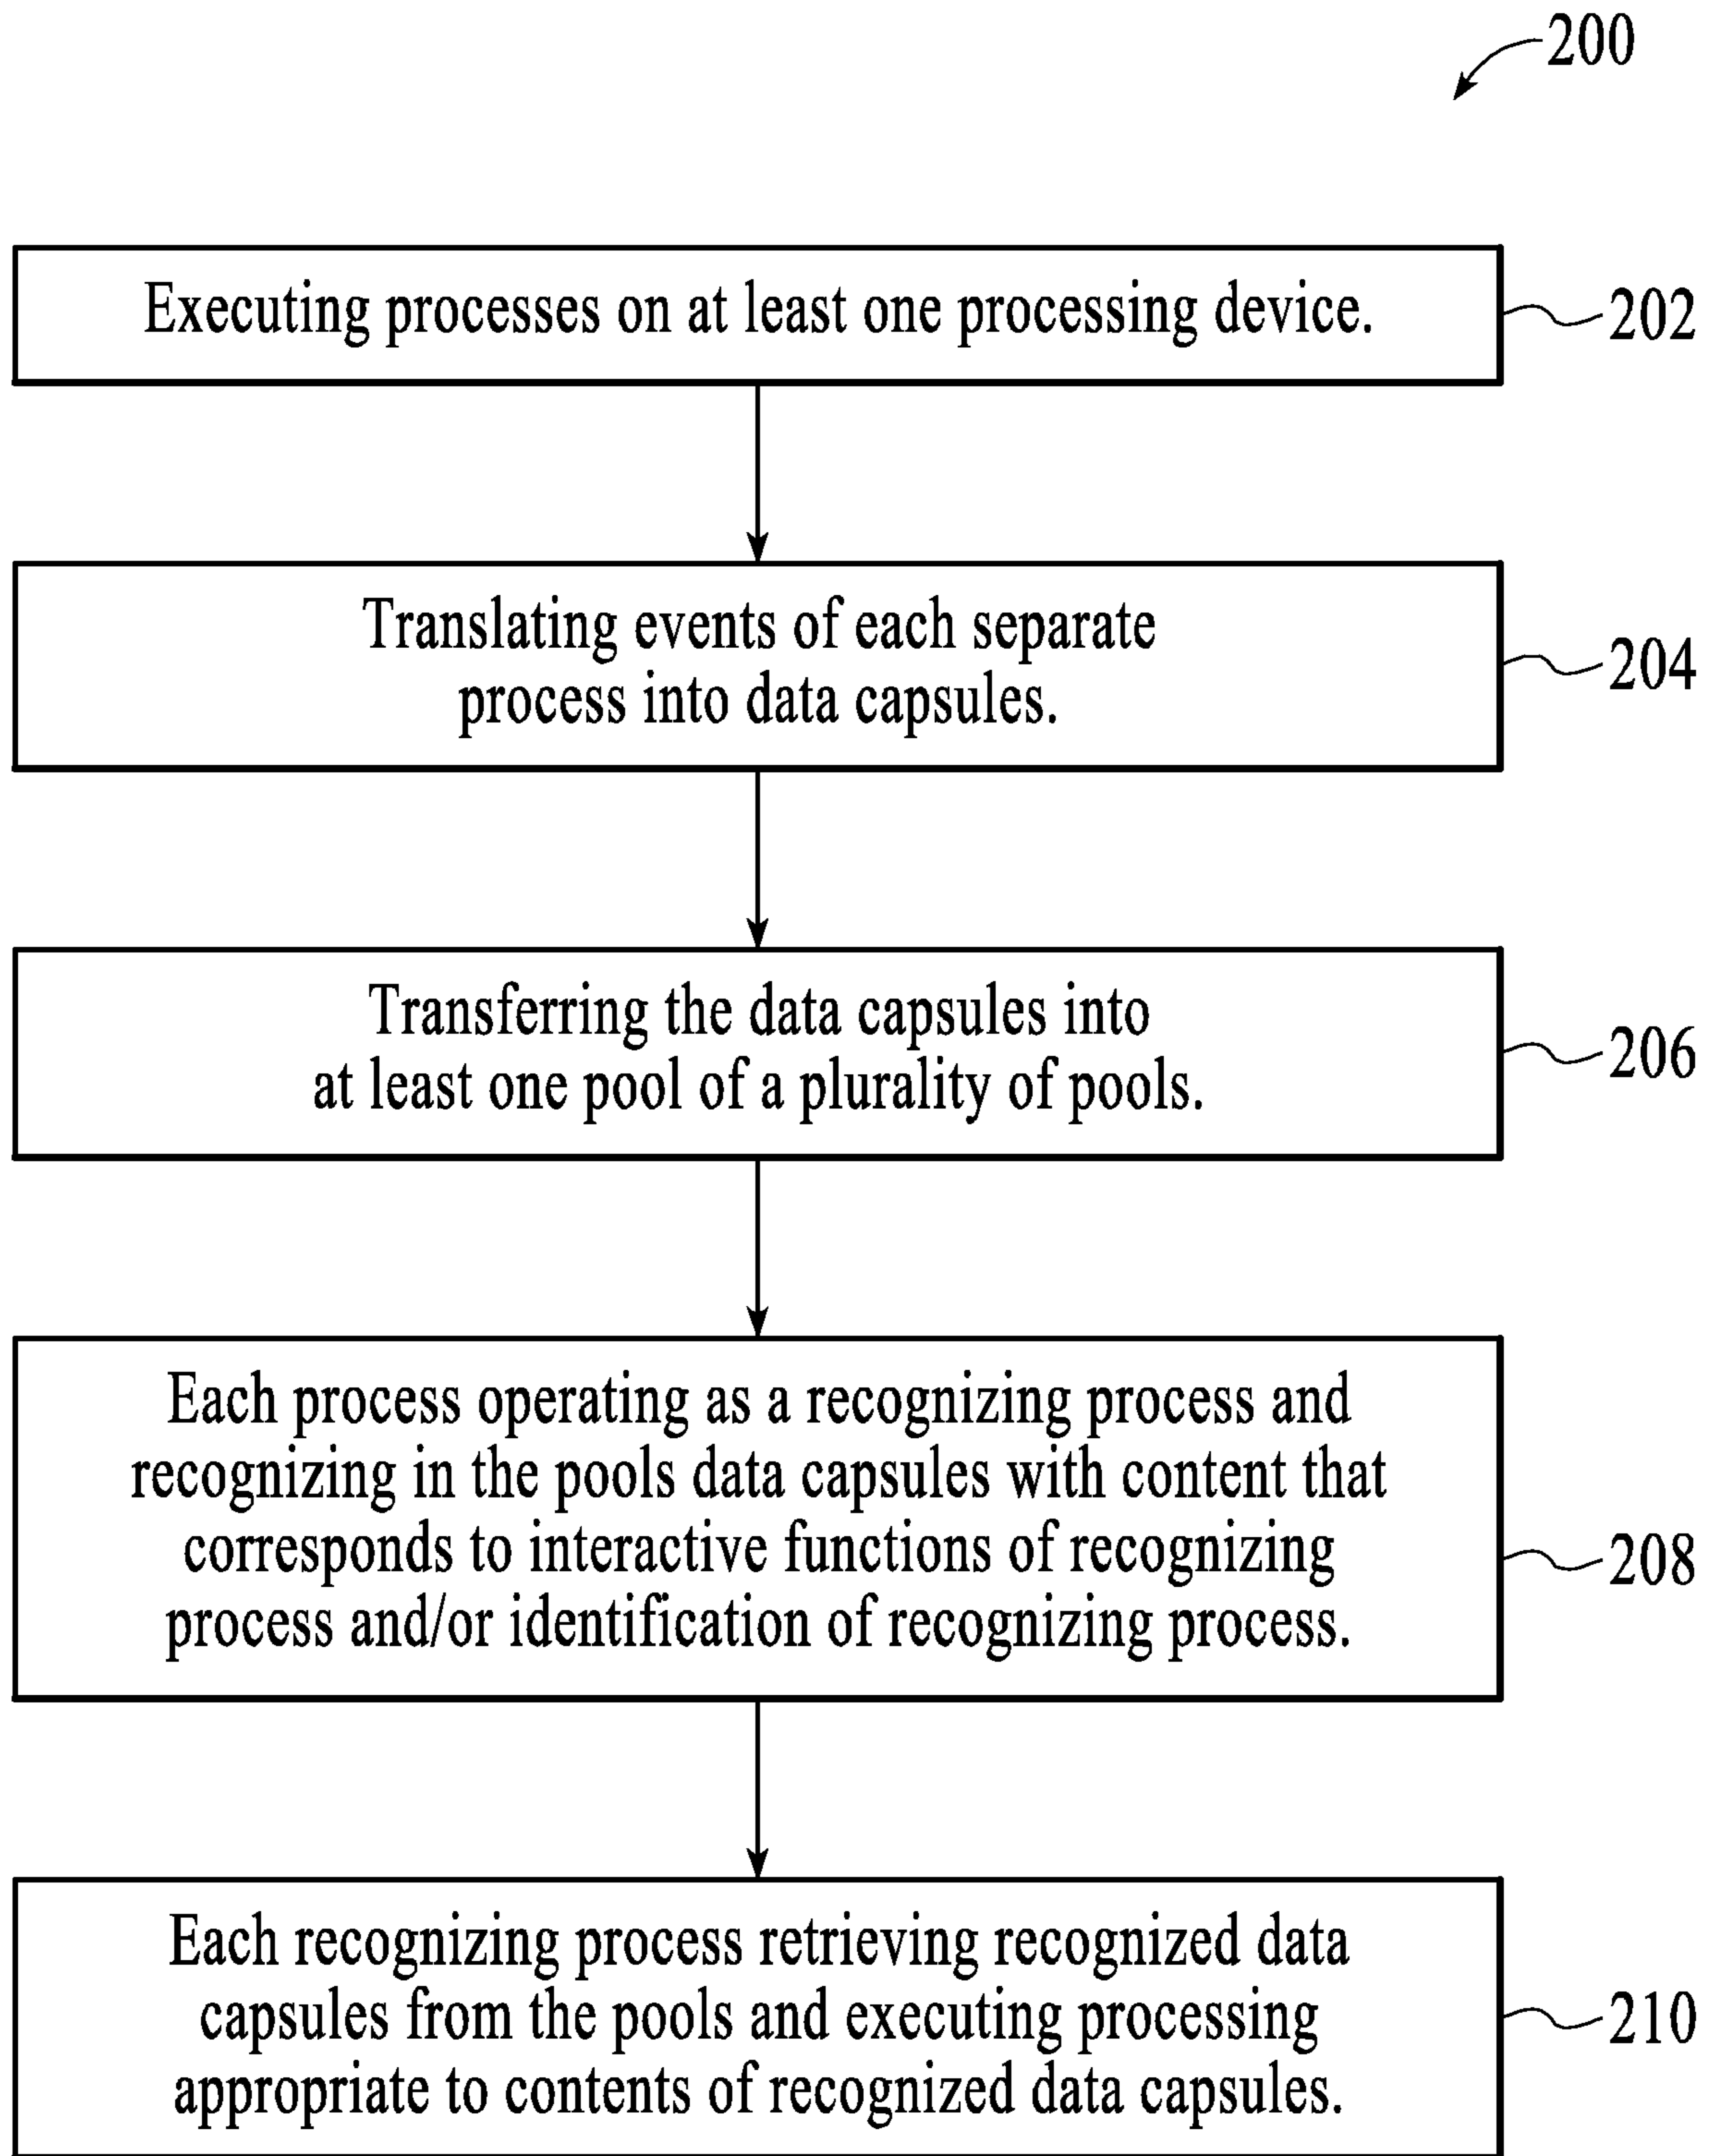 200
Executing processes on at least one processing device.
202
Translating events of each separate
process into data capsules.
204
Transferring the data capsules into
at least one pool of a plurality of pools.
206
Each process operating as a recognizing process and
recognizing in the pools data capsules with content that
corresponds to interactive functions of recognizing
process and/or identification of recognizing process.
208
Each recognizing process retrieving recognized data
capsules from the pools and executing processing
appropriate to contents of recognized data capsules.
210